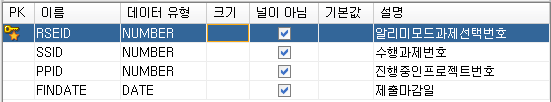 PK 이름 데이터 유형 크기 널이 아님 기본값 설명
RSEID NUMBER 알리미모드과제선택번호
SSID NUMBER 수행과제번호
PPID NUMBER 진행중인프로젝트번호
FINDATE DATE 제출마감일